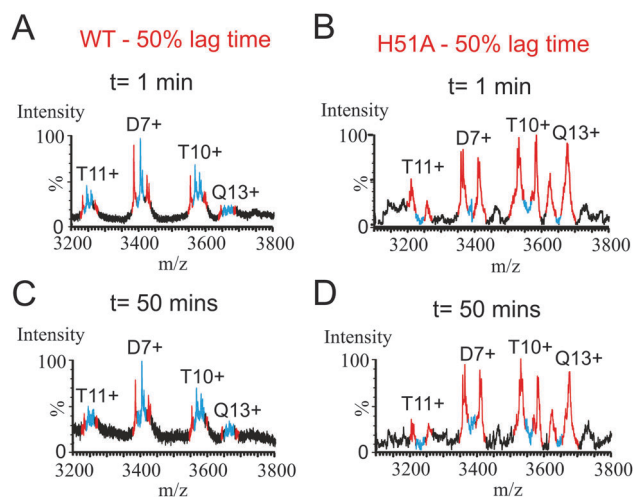 A
WT - 50% lag time
t= 1 min
Intensity
100
%
0
T11+
D7+
T10+
Q13+
3200 3400 3600 3800
m/z
B
H51A - 50% lag time
t= 1 min
Intensity
100
%
0
T11+
D7+
T10+
Q13+
3200 3400 3600 3800
m/z
C
t= 50 mins
Intensity
100
%
0
T11+
D7+
T10+
Q13+
3200 3400 3600 3800
m/z
D
t= 50 mins
Intensity
100
%
0
T11+
D7+
T10+
Q13+
3200 3400 3600 3800
m/z